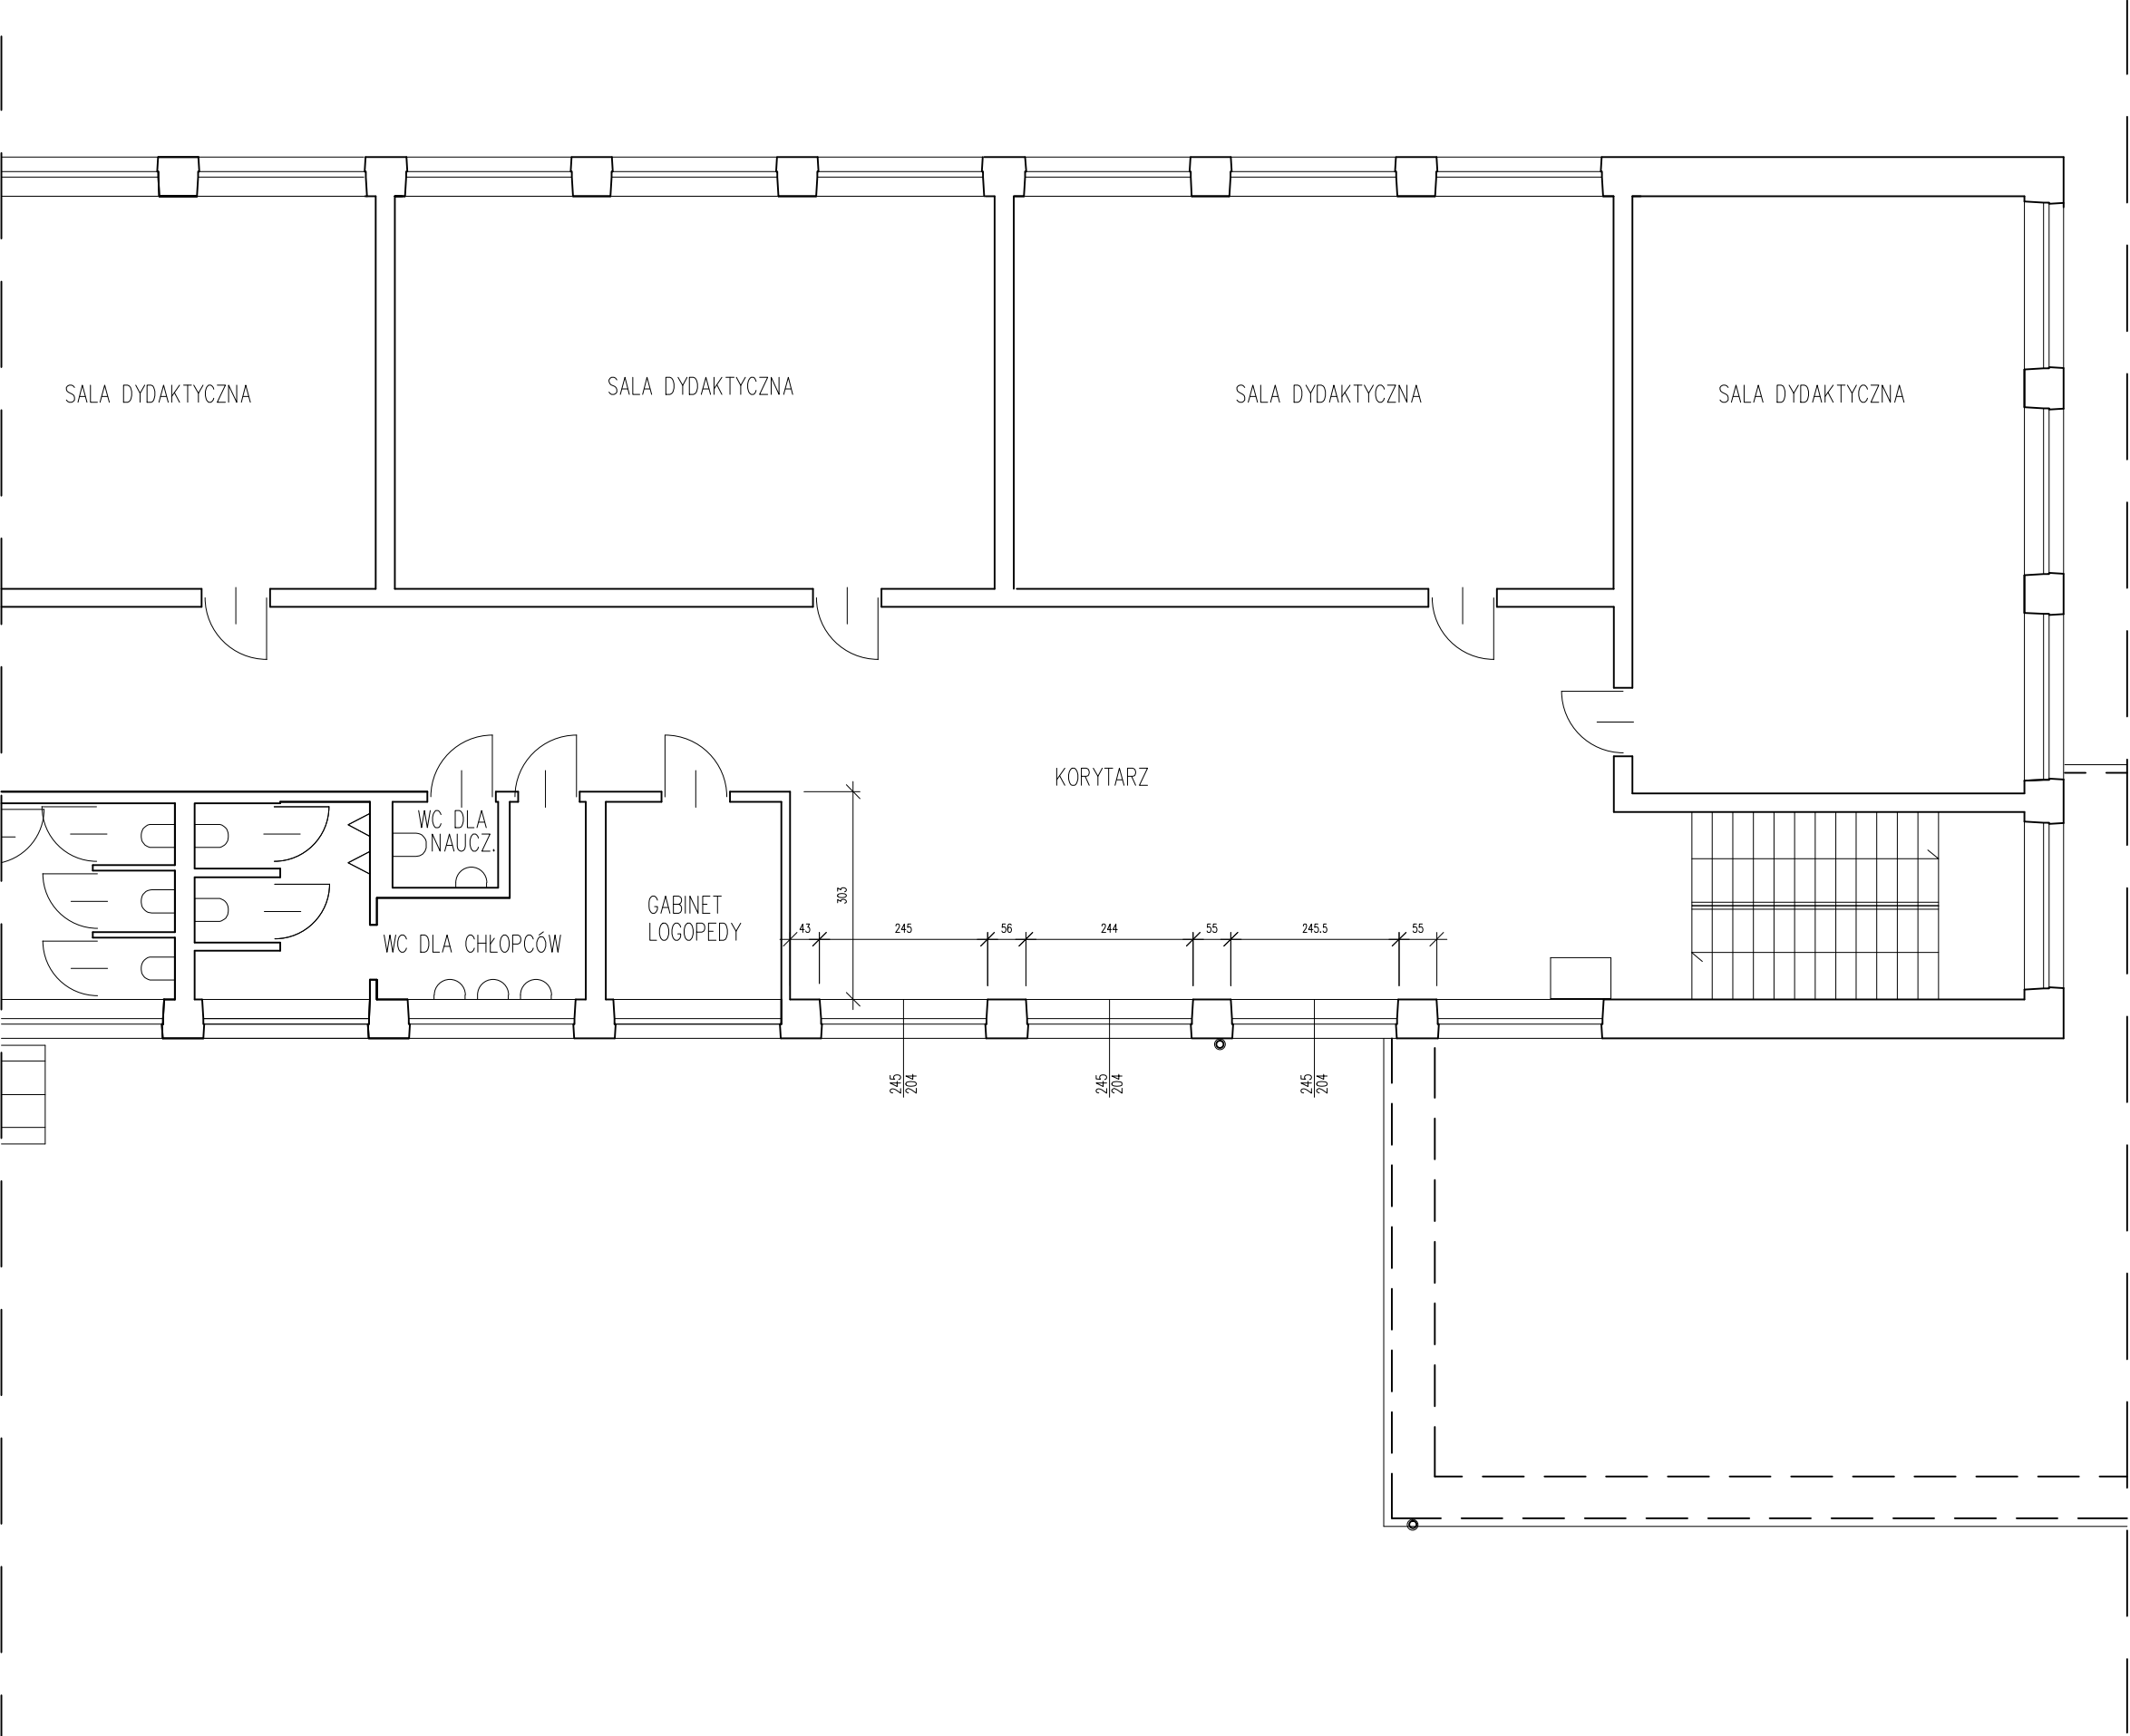 SALA DYDAKTYCZNA
SALA DYDAKTYCZNA
SALA DYDAKTYCZNA
SALA DYDAKTYCZNA
KORYTARZ
WC DLA
NAUCZ.
GABINET
LOGOPEDY
WC DLA CHŁOPCÓW
303
43
245
56
244
55
245.5
55
245
204
245
204
245
204